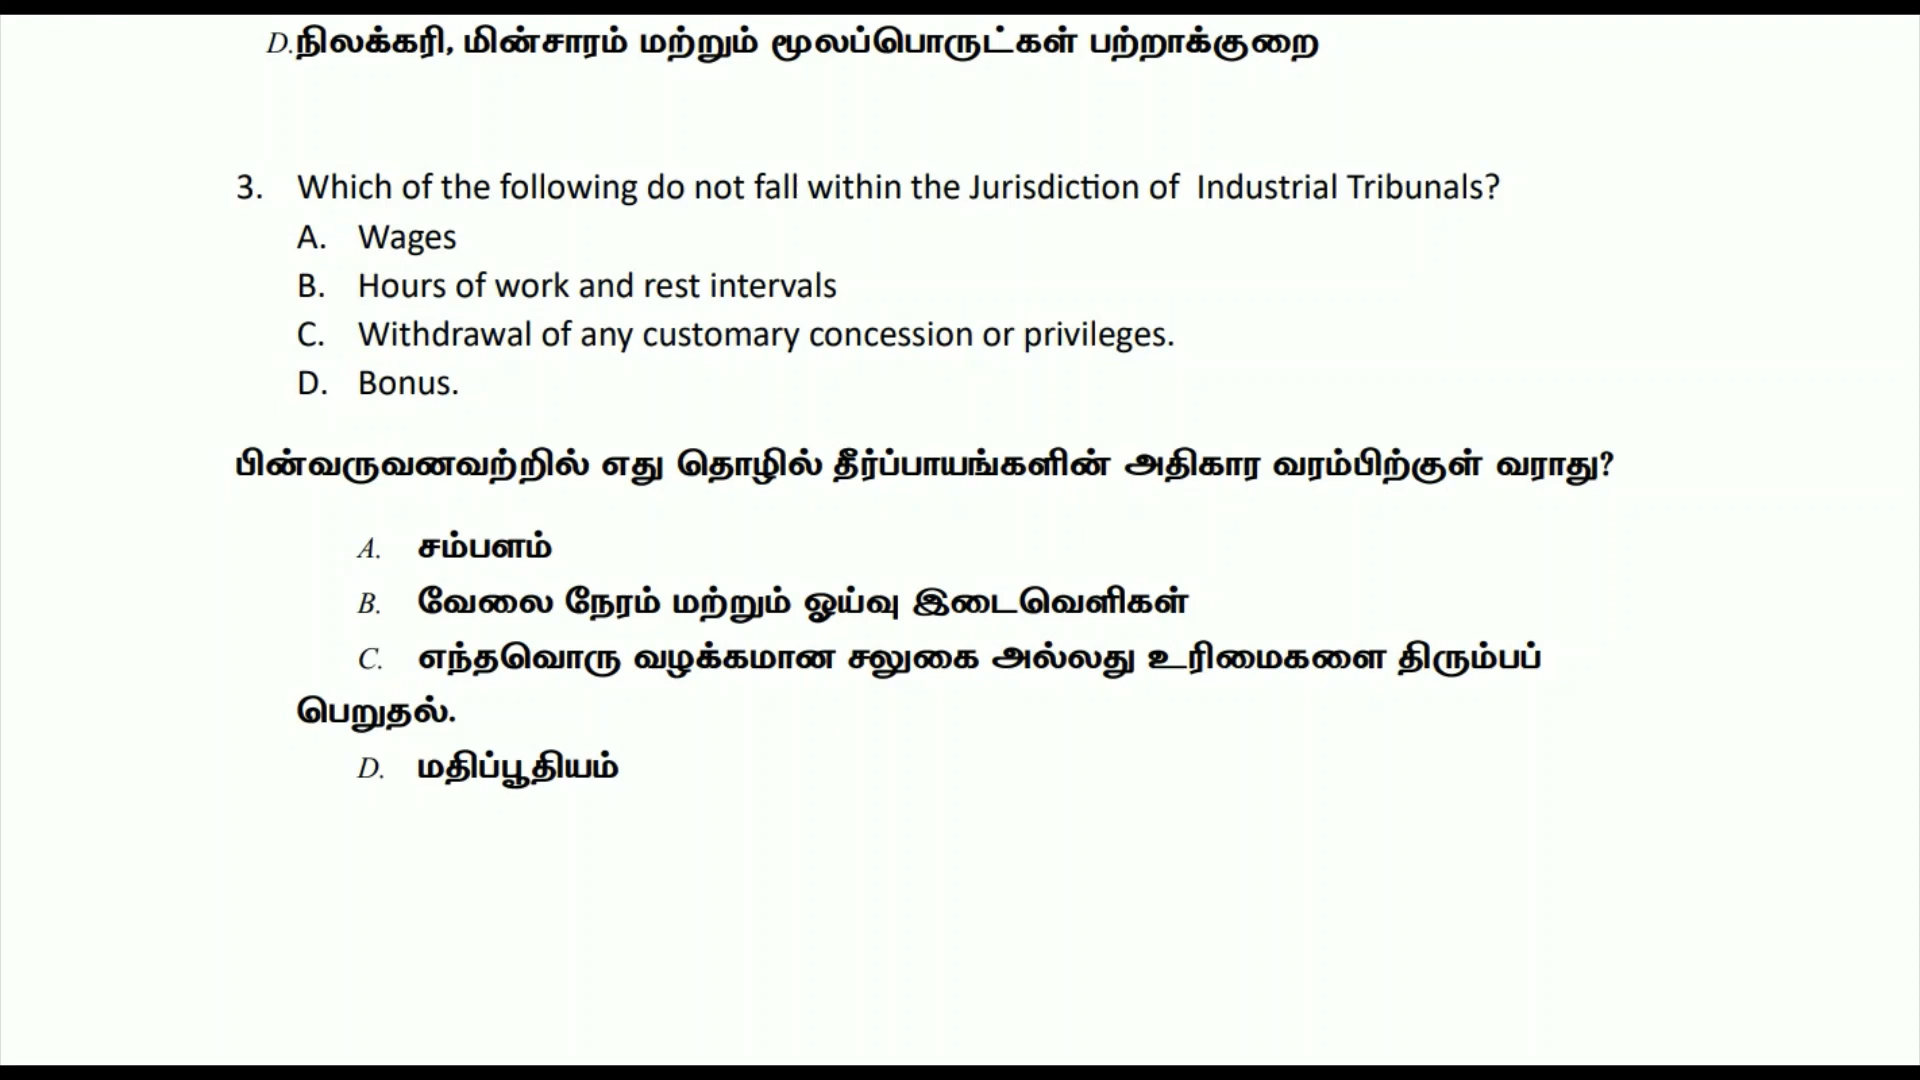 D.நிலக்கரி, மின்சாரம் மற்றும் மூலப்பொருட்கள் பற்றாக்குறை
3. Which of the following do not fall within the Jurisdiction of Industrial Tribunals?
A. Wages
B. Hours of work and rest intervals
C. Withdrawal of any customary concession or privileges.
D. Bonus.
பின்வருவனவற்றில் எது தொழில் தீர்ப்பாயங்களின் அதிகார வரம்பிற்குள் வராது?
A. சம்பளம்
B. வேலை நேரம் மற்றும் ஓய்வு இடைவெளிகள்
C. எந்தவொரு வழக்கமான சலுகை அல்லது உரிமைகளை திரும்பப்
பெறுதல்.
D. மதிப்பூதியம்